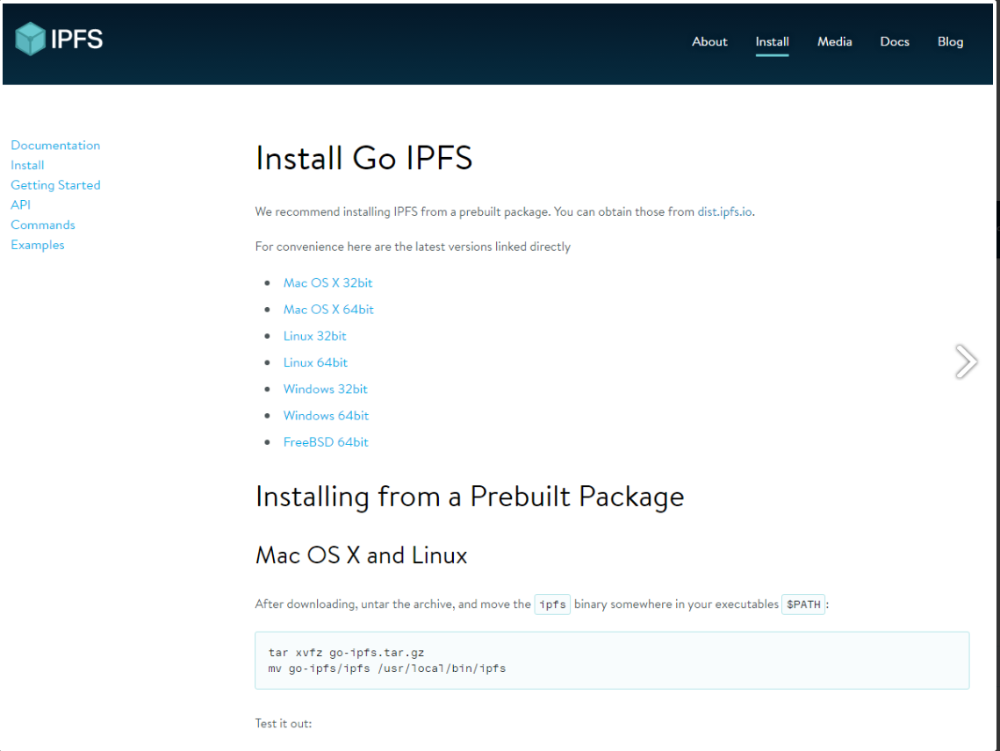 IPFS
About Install Media Docs Blog
Documentation
Install
Getting Started
API
Commands
Examples
Install Go IPFS
We recommend installing IPFS from a prebuilt package. You can obtain those from dist.ipfs.io.
For convenience here are the latest versions linked directly
Mac OS X 32bit
Mac OS X 64bit
Linux 32bit
Linux 64bit
Windows 32bit
Windows 64bit
FreeBSD 64bit
Installing from a Prebuilt Package
Mac OS X and Linux
After downloading, untar the archive, and move the ipfs binary somewhere in your executables $PATH:
tar xvfz go-ipfs.tar.gz
mv go-ipfs/ipfs /usr/local/bin/ipfs
Test it out: